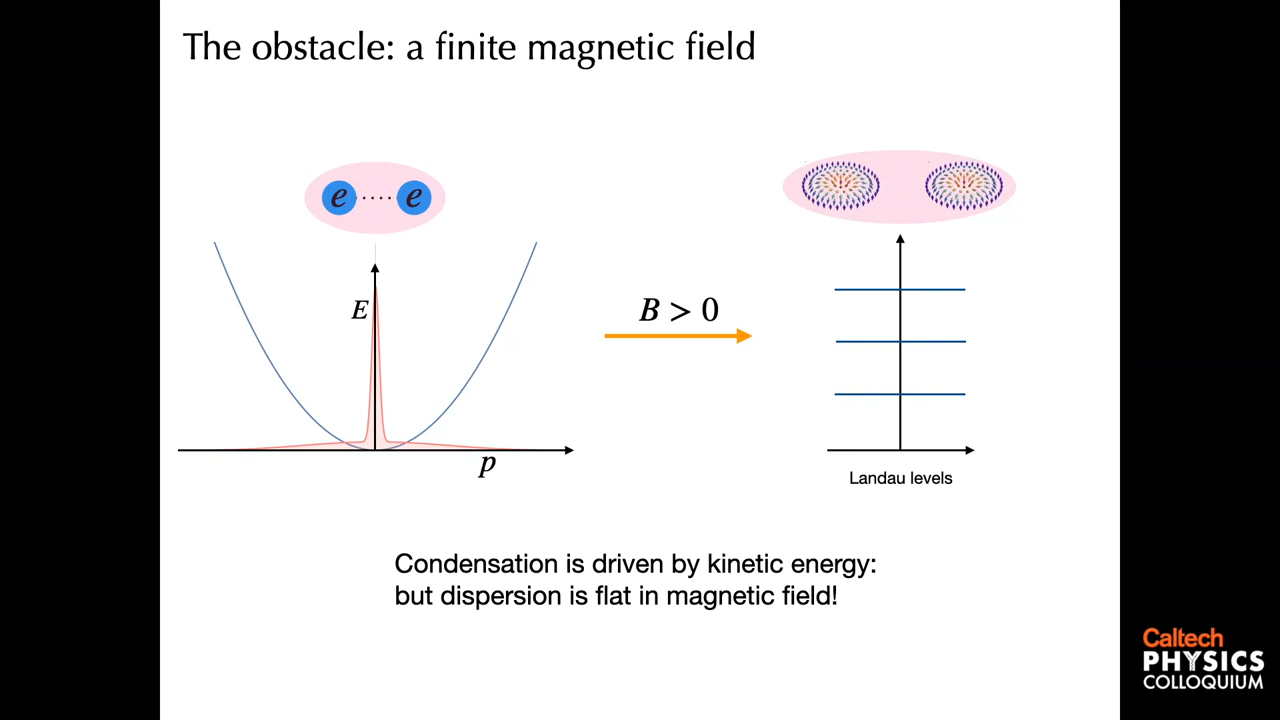 The obstacle: a finite magnetic field
e ···· e
E
p
B > 0
Landau levels
Condensation is driven by kinetic energy:
but dispersion is flat in magnetic field!
Caltech
PHYSICS
COLLOQUIUM